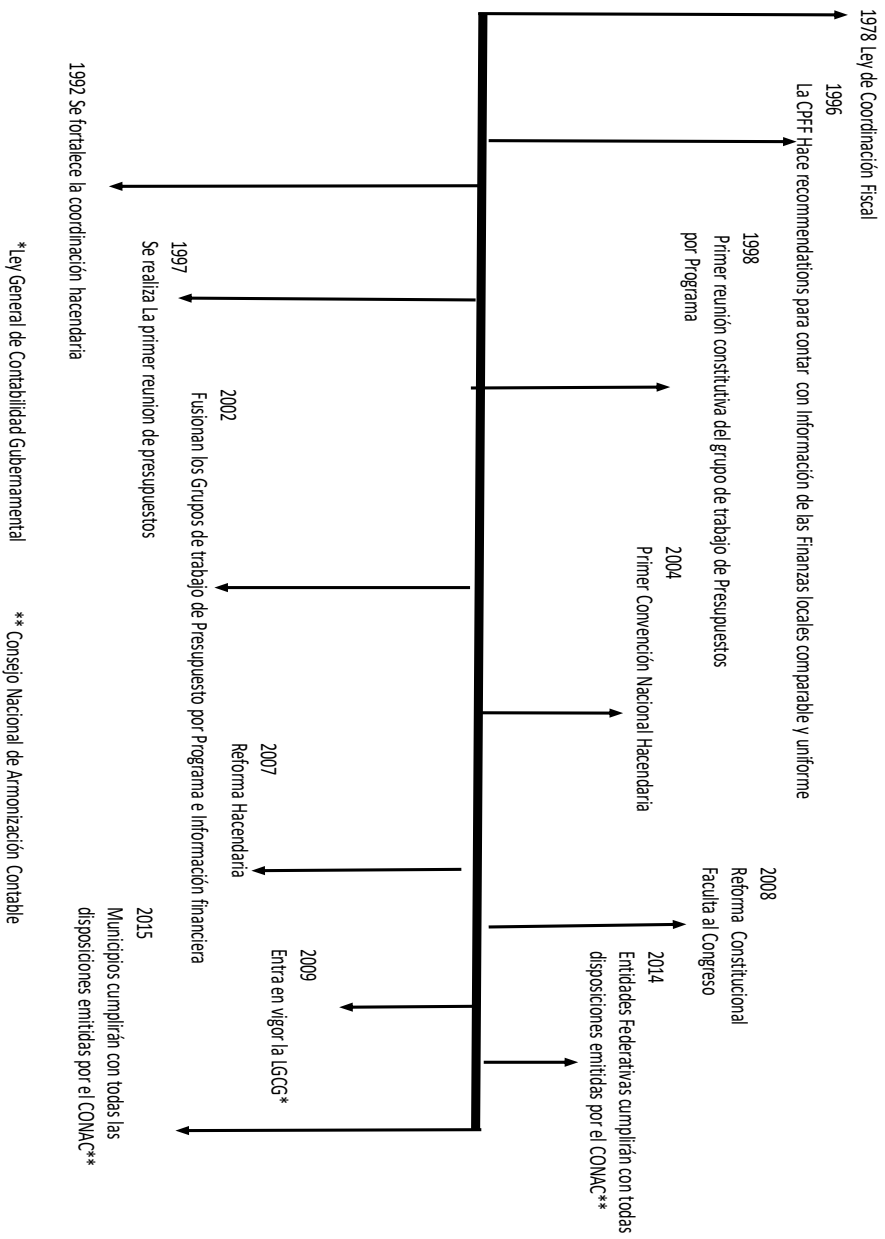 1978 Ley de Coordinación Fiscal
1996
La CPFF Hace recommendations para contar con Información de las Finanzas locales comparable y uniforme
1998
Primer reunión constitutiva del grupo de trabajo de Presupuestos
por Programa
2004
Primer Convención Nacional Hacendaria
2008
Reforma Constitucional
Faculta al Congreso
2014
Entidades Federativas cumplirán con todas
disposiciones emitidas por el CONAC**
1992 Se fortalece la coordinación hacendaria
1997
Se realiza La primer reunion de presupuestos
2002
Fusionan los Grupos de trabajo de Presupuesto por Programa e Información financiera
2007
Reforma Hacendaria
2009
Entra en vigor la LGCG*
2015
Municipios cumplirán con todas las
disposiciones emitidas por el CONAC**
*Ley General de Contabilidad Gubernamental
** Consejo Nacional de Armonización Contable